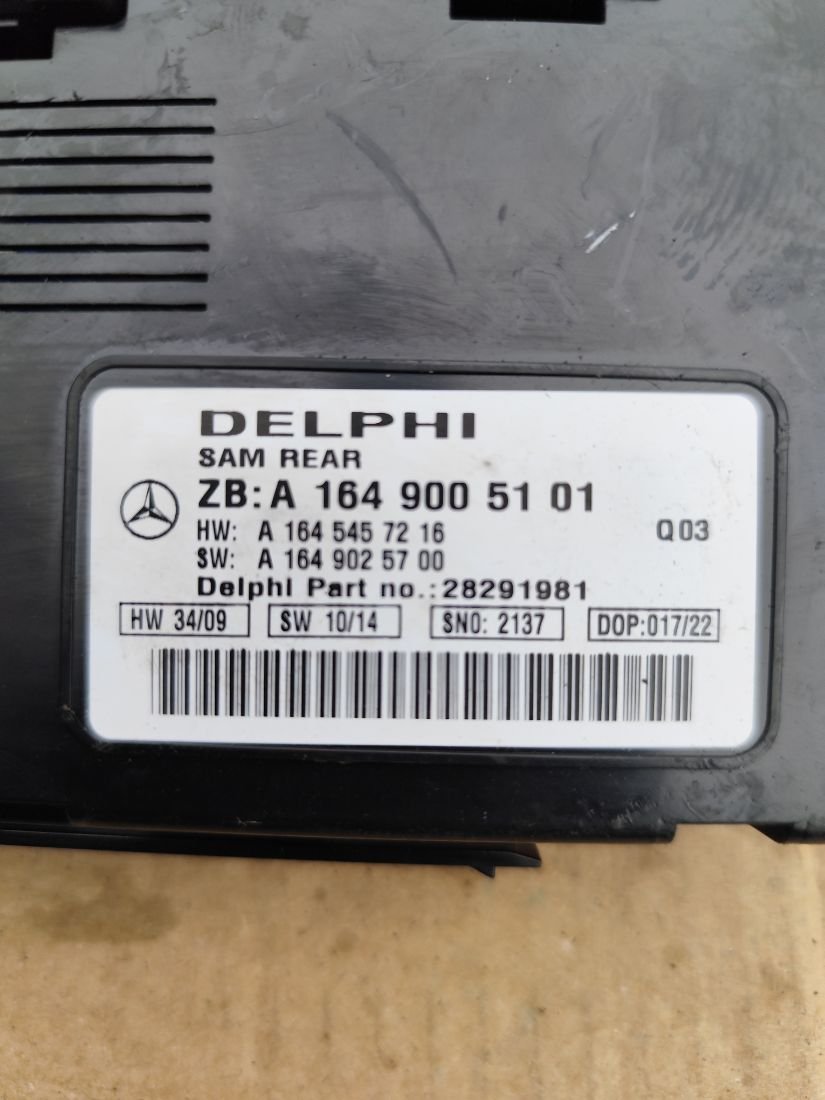 DELPHI
SAM REAR
ZB: A 164 900 51 01
HW: A 164 545 72 16 Q03
SW: A 164 902 57 00
Delphi Part no.:28291981
HW 34/09 SW 10/14 SNO: 2137 DOP:017/22